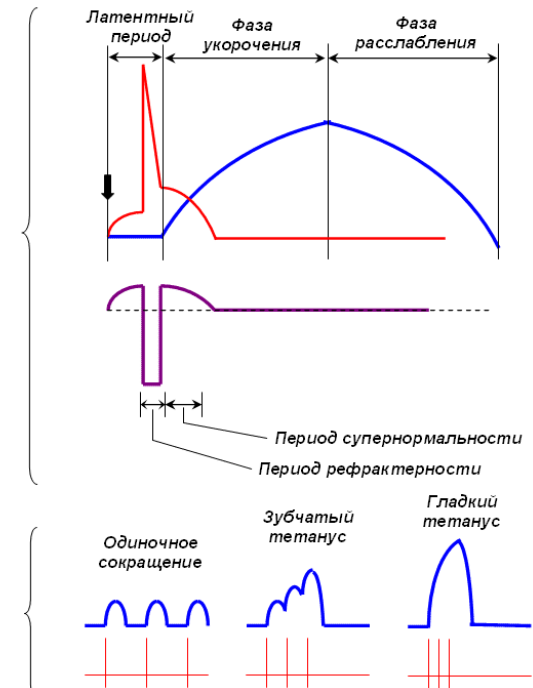 Латентный
период
Фаза
укорочения
Фаза
расслабления
Период супернормальности
Период рефрактерности
Одиночное
сокращение
Зубчатый
тетанус
Гладкий
тетанус